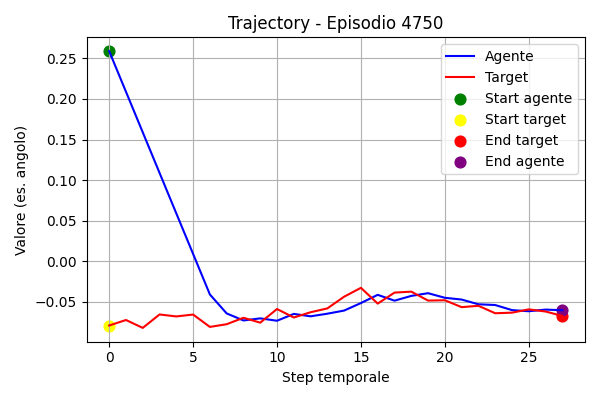 Trajectory - Episodio 4750
Valore (es. angolo)
0.25
0.20
0.15
0.10
0.05
0.00
−0.05
Agente
Target
Start agente
Start target
End target
End agente
0 5 10 15 20 25
Step temporale